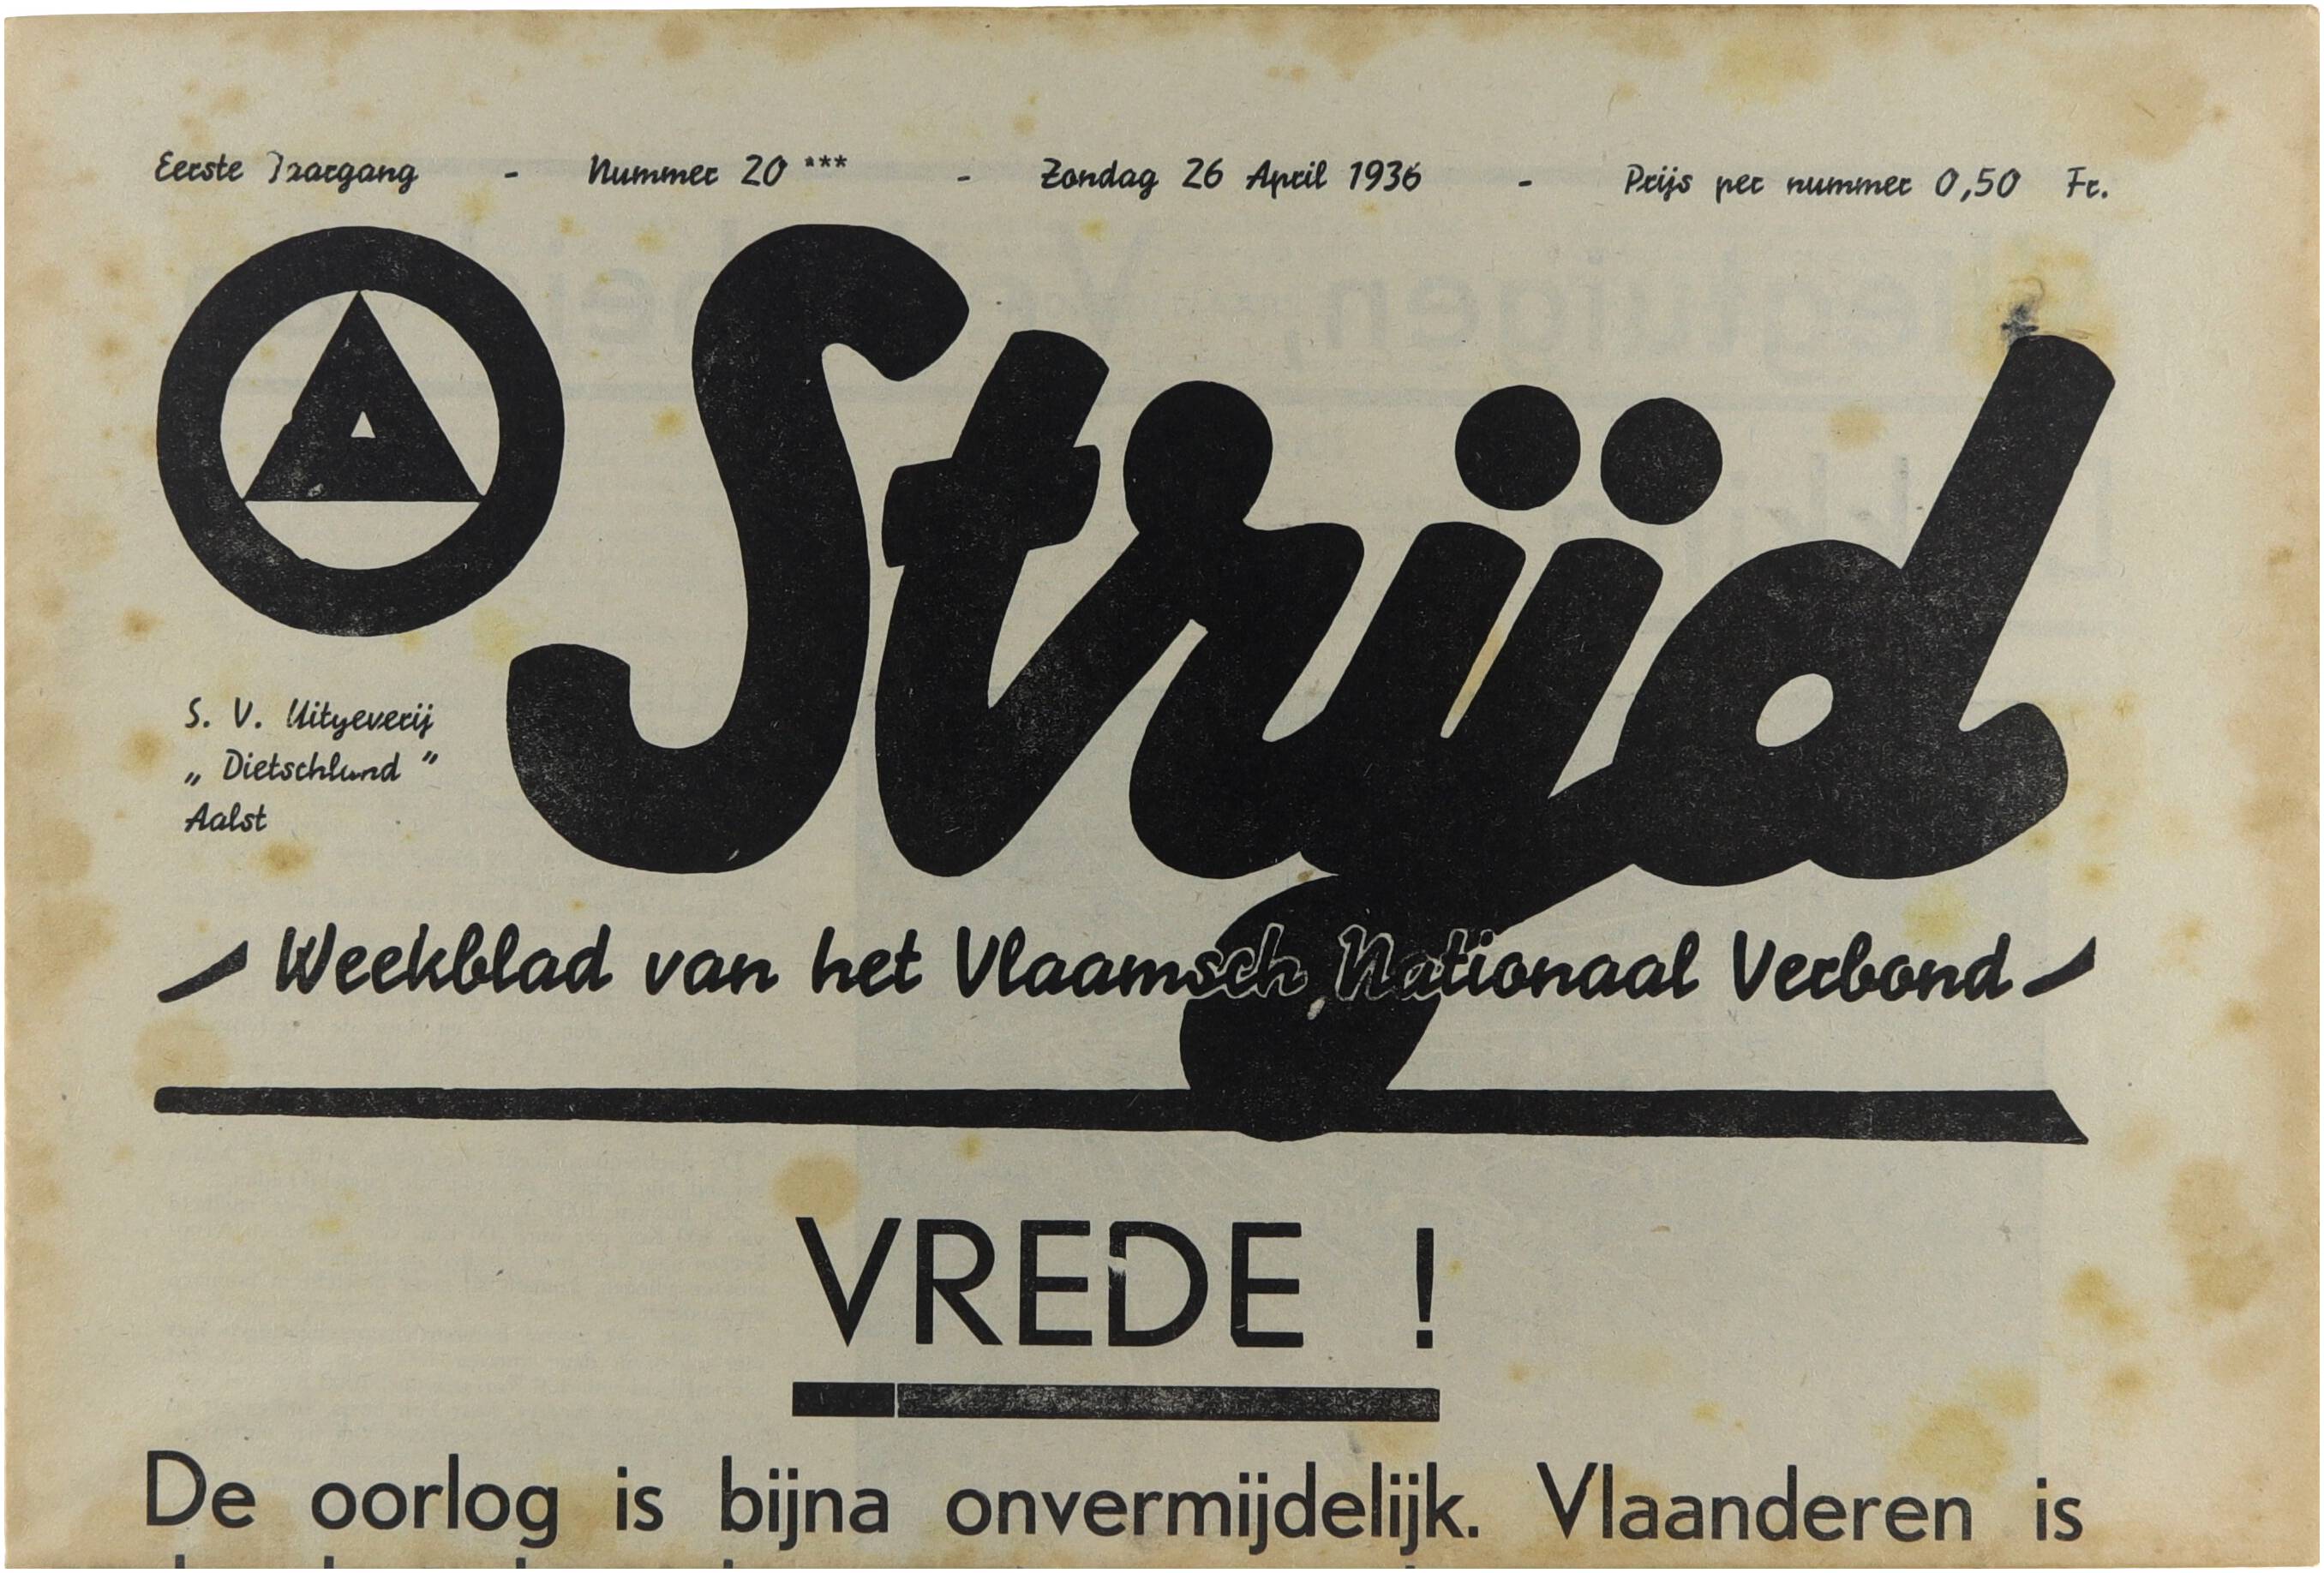 Eerste Jaargang - Nummer 20 *** - Zondag 26 April 1936 - Prijs per nummer 0,50 Fr.
Strijd
S. V. Uitgeverij
„ Dietschland "
Aalst
Weekblad van het Vlaamsch Nationaal Verbond
VREDE !
De oorlog is bijna onvermijdelijk. Vlaanderen is